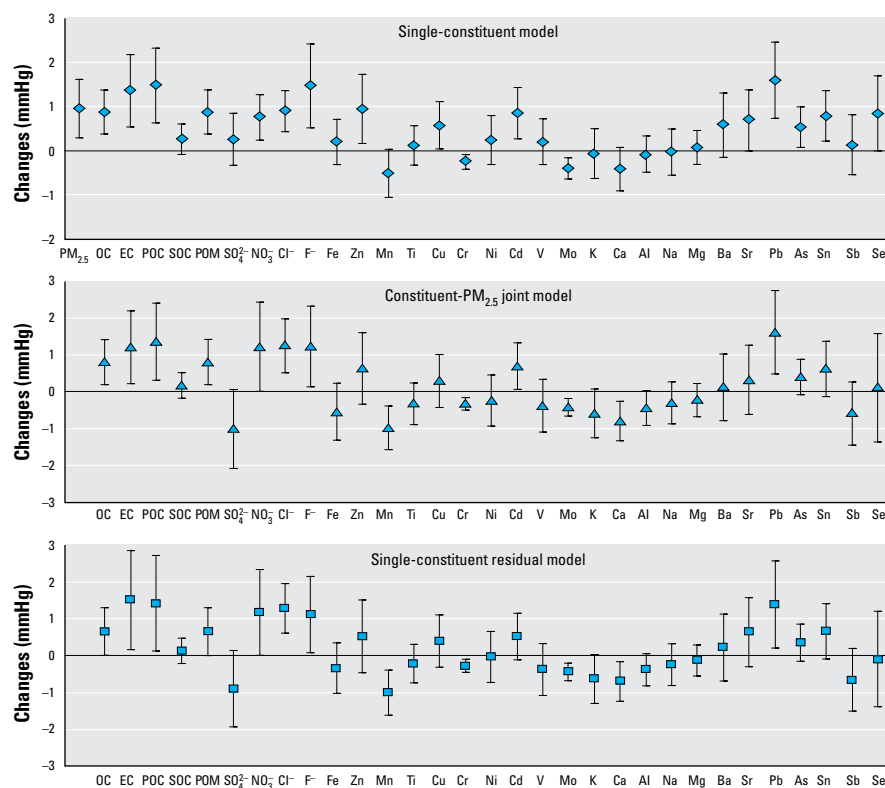 Single-constituent model
Changes (mmHg)
3
2
1
0
–1
–2
PM2.5 OC EC POC SOC POM SO₄²⁻ NO₃⁻ Cl⁻ F⁻ Fe Zn Mn Ti Cu Cr Ni Cd V Mo K Ca Al Na Mg Ba Sr Pb As Sn Sb Se
Constituent-PM2.5 joint model
Changes (mmHg)
3
2
1
0
–1
–2
–3
OC EC POC SOC POM SO₄²⁻ NO₃⁻ Cl⁻ F⁻ Fe Zn Mn Ti Cu Cr Ni Cd V Mo K Ca Al Na Mg Ba Sr Pb As Sn Sb Se
Single-constituent residual model
Changes (mmHg)
3
2
1
0
–1
–2
–3
OC EC POC SOC POM SO₄²⁻ NO₃⁻ Cl⁻ F⁻ Fe Zn Mn Ti Cu Cr Ni Cd V Mo K Ca Al Na Mg Ba Sr Pb As Sn Sb Se